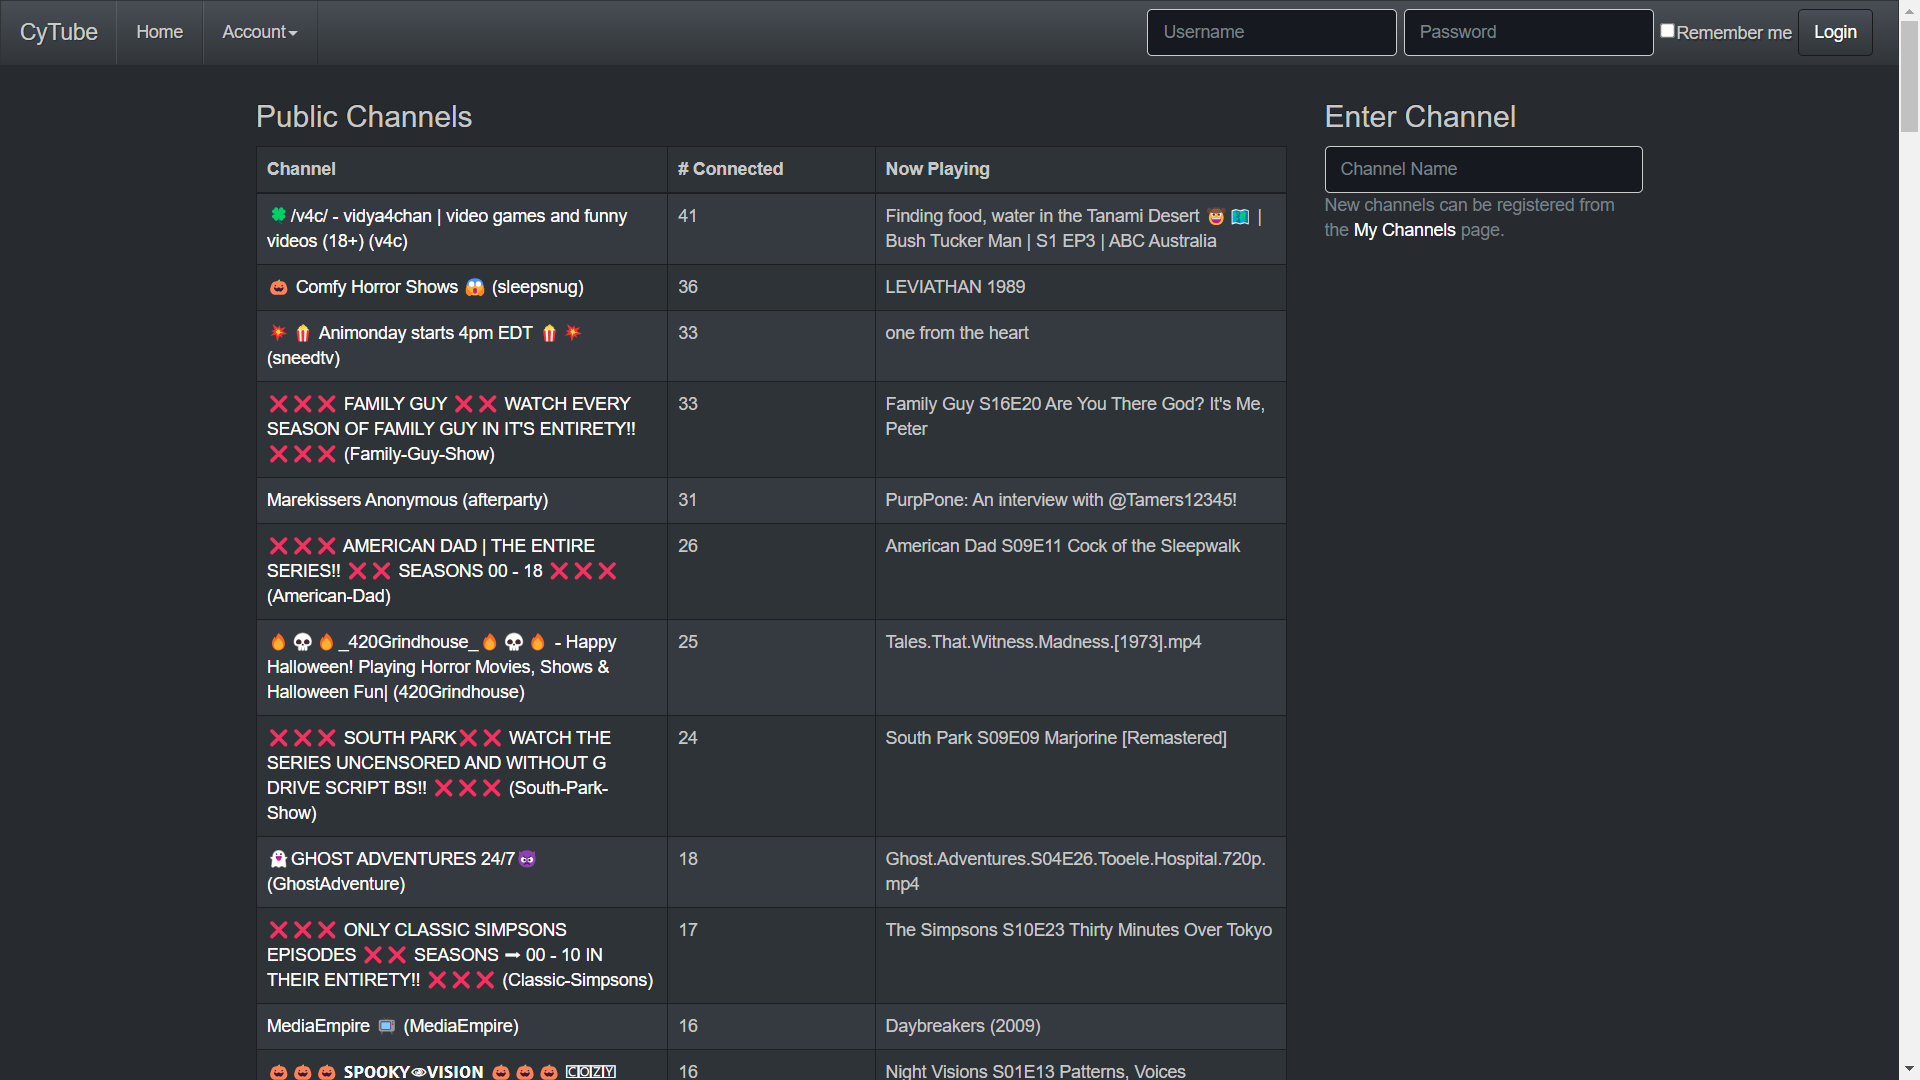 CyTube Home Account Username Password Remember me Login
Public Channels
Enter Channel
Channel # Connected Now Playing
Channel Name
New channels can be registered from
the My Channels page.
🍀/v4c/ - vidya4chan | video games and funny
videos (18+) (v4c)
41
Finding food, water in the Tanami Desert 🤠 🗺️ |
Bush Tucker Man | S1 EP3 | ABC Australia
🎃 Comfy Horror Shows 😱 (sleepsnug)
36
LEVIATHAN 1989
💥 🍿 Animonday starts 4pm EDT 🍿 💥
(sneedtv)
33
one from the heart
❌❌❌ FAMILY GUY ❌❌ WATCH EVERY
SEASON OF FAMILY GUY IN IT'S ENTIRETY!!
❌❌❌ (Family-Guy-Show)
33
Family Guy S16E20 Are You There God? It's Me,
Peter
Marekissers Anonymous (afterparty)
31
PurpPone: An interview with @Tamers12345!
❌❌❌ AMERICAN DAD | THE ENTIRE
SERIES!! ❌❌ SEASONS 00 - 18 ❌❌❌
(American-Dad)
26
American Dad S09E11 Cock of the Sleepwalk
🔥💀🔥_420Grindhouse_🔥💀🔥 - Happy
Halloween! Playing Horror Movies, Shows &
Halloween Fun| (420Grindhouse)
25
Tales.That.Witness.Madness.[1973].mp4
❌❌❌ SOUTH PARK❌❌ WATCH THE
SERIES UNCENSORED AND WITHOUT G
DRIVE SCRIPT BS!! ❌❌❌ (South-Park-
Show)
24
South Park S09E09 Marjorine [Remastered]
👻GHOST ADVENTURES 24/7😈
(GhostAdventure)
18
Ghost.Adventures.S04E26.Tooele.Hospital.720p.
mp4
❌❌❌ ONLY CLASSIC SIMPSONS
EPISODES ❌❌ SEASONS ➡ 00 - 10 IN
THEIR ENTIRETY!! ❌❌❌ (Classic-Simpsons)
17
The Simpsons S10E23 Thirty Minutes Over Tokyo
MediaEmpire 📺 (MediaEmpire)
16
Daybreakers (2009)
🎃🎃🎃 SPOOKY👁VISION 🎃🎃🎃 🄲🄾🅉🅈
16
Night Visions S01E13 Patterns, Voices